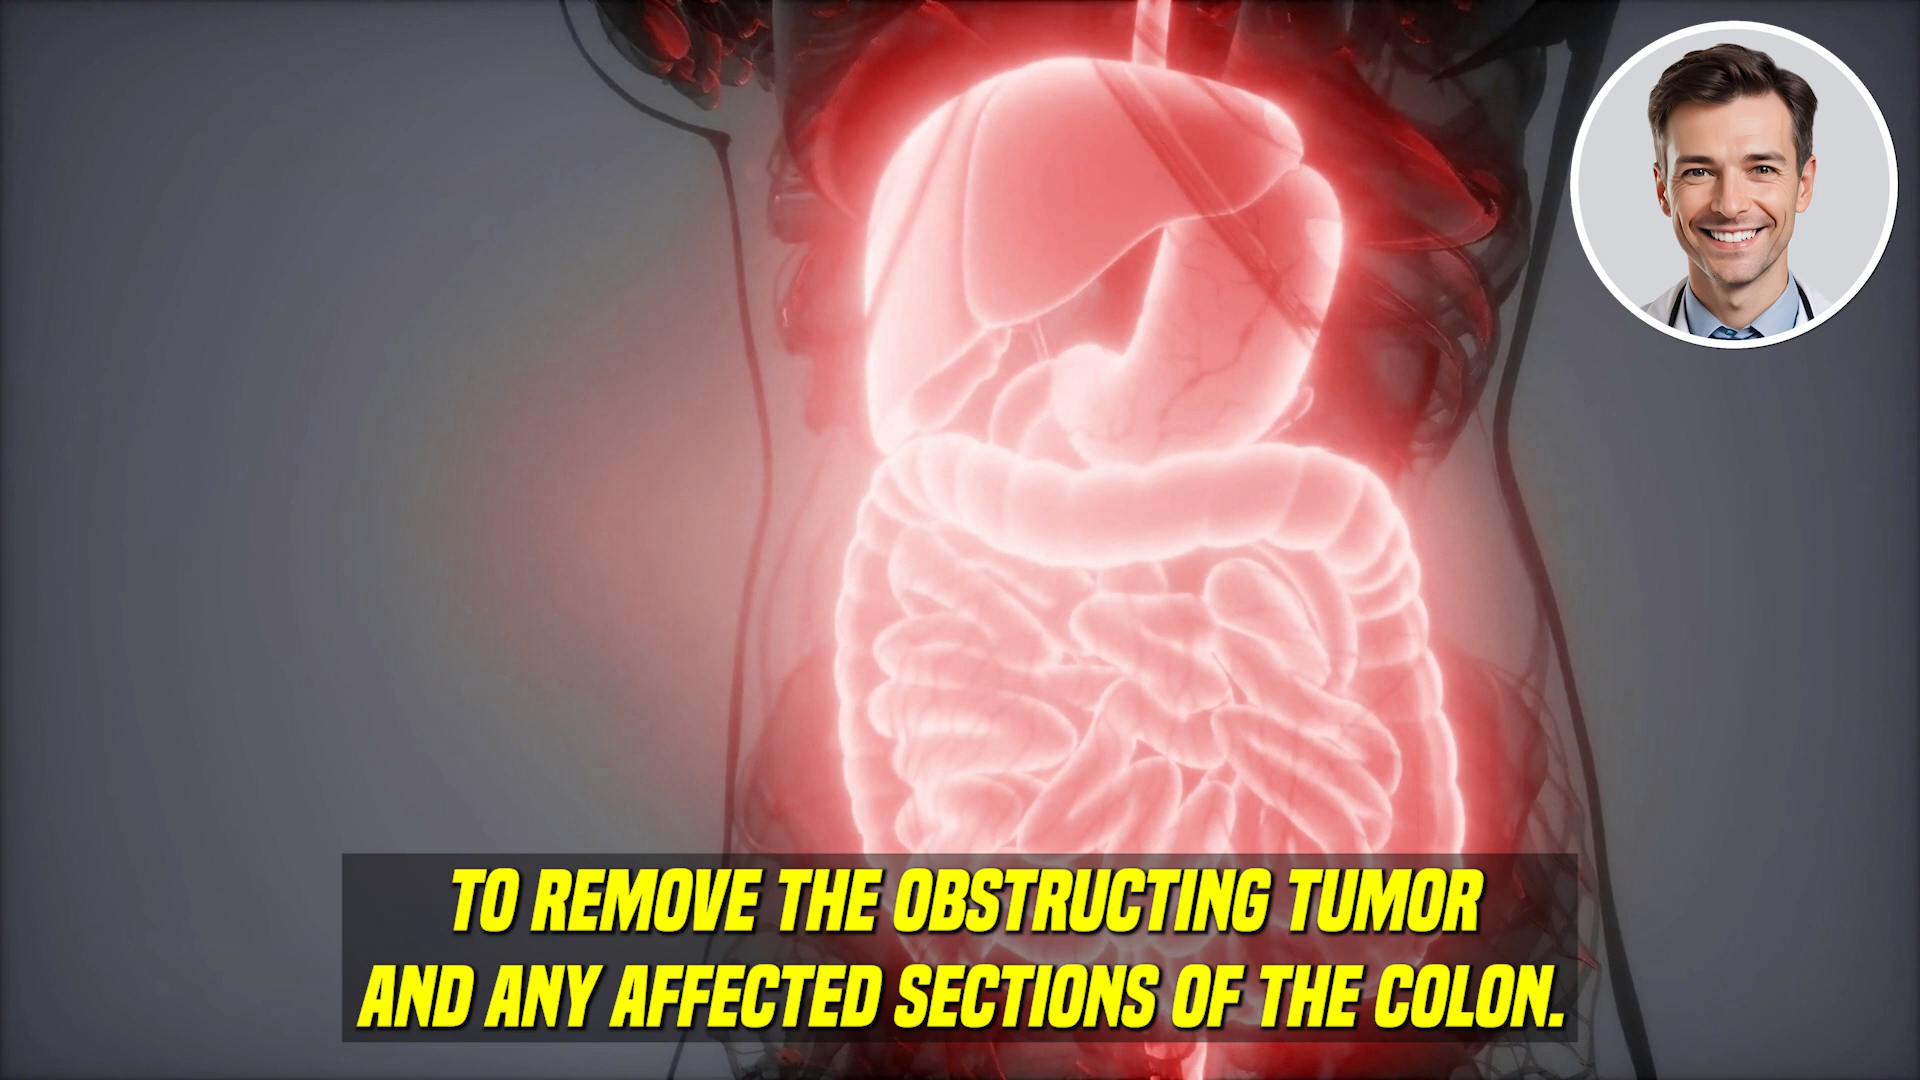 TO REMOVE THE OBSTRUCTING TUMOR
AND ANY AFFECTED SECTIONS OF THE COLON.